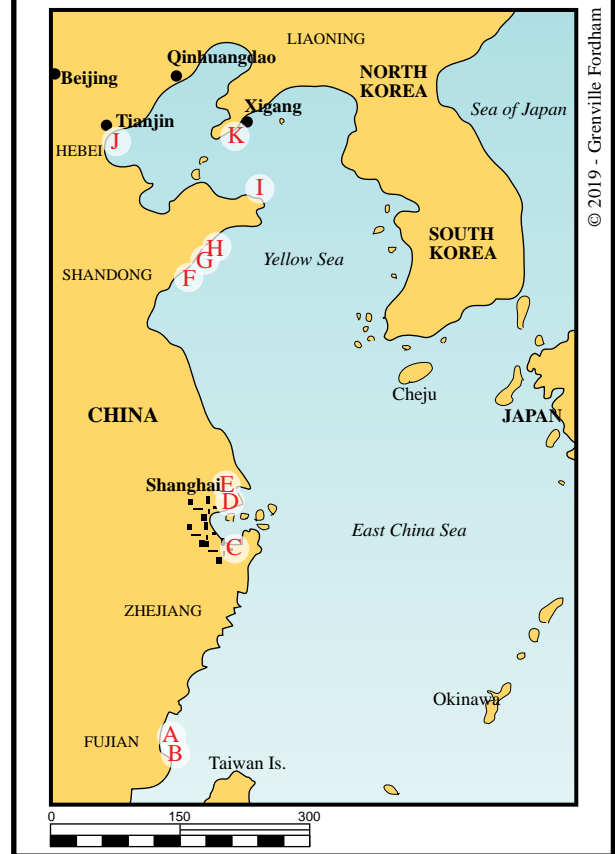 LIAONING
Qinhuangdao
Beijing
NORTH
KOREA
Xigang
Sea of Japan
Tianjin
J
K
HEBEI
I
© 2019 - Grenville Fordham
H
G
F
SHANDONG
Yellow Sea
SOUTH
KOREA
Cheju
CHINA
JAPAN
Shanghai
E
D
C
East China Sea
ZHEJIANG
Okinawa
A
B
FUJIAN
Taiwan Is.
0 150 300